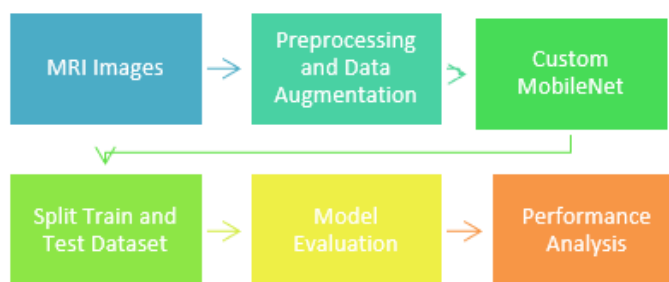 MRI Images
Preprocessing
and Data
Augmentation
Custom
MobileNet
Split Train and
Test Dataset
Model
Evaluation
Performance
Analysis